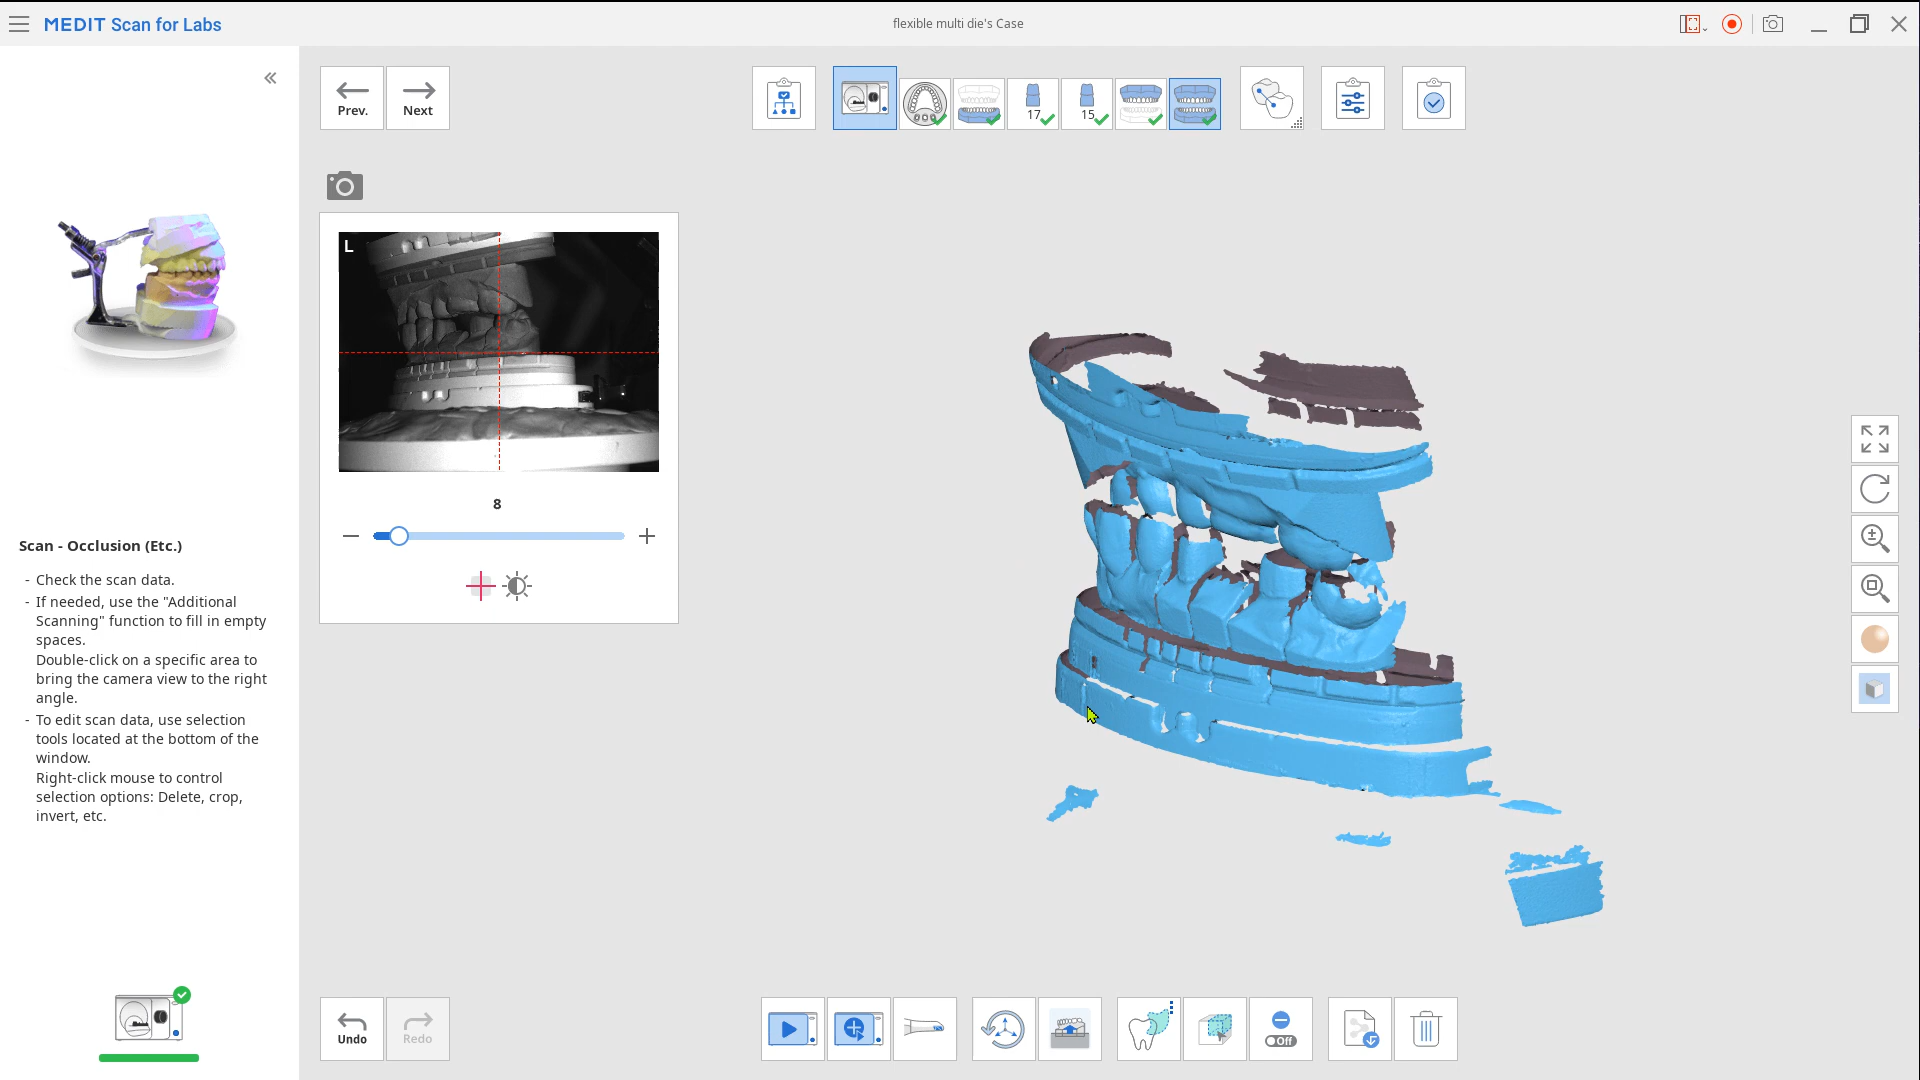 MEDIT Scan for Labs
flexible multi die's Case
Prev.
Next
17
15
L
8
Scan - Occlusion (Etc.)
- Check the scan data.
- If needed, use the "Additional
Scanning" function to fill in empty
spaces.
Double-click on a specific area to
bring the camera view to the right
angle.
- To edit scan data, use selection
tools located at the bottom of the
window.
Right-click mouse to control
selection options: Delete, crop,
invert, etc.
Undo
Redo
Off